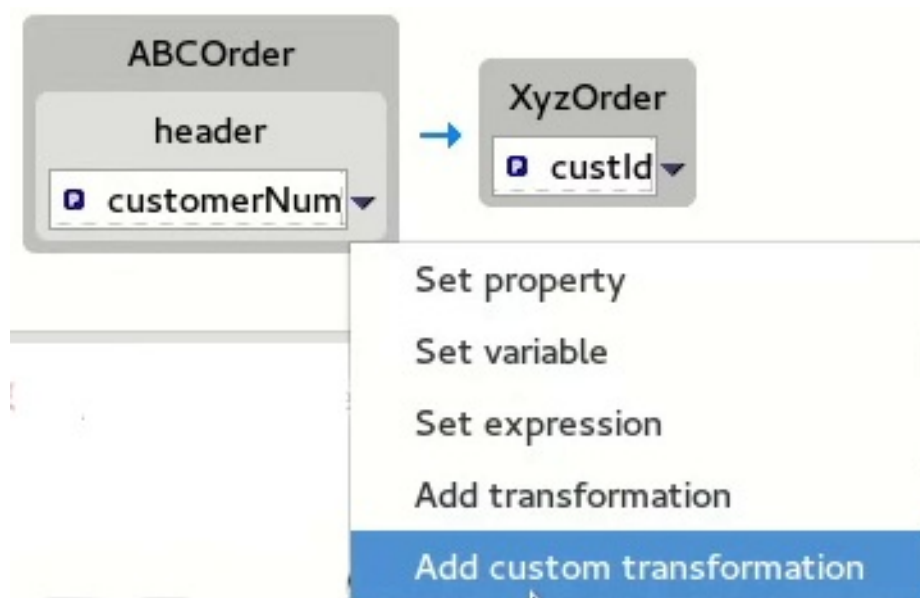 ABCOrder
header
customerNum
XyzOrder
custId
Set property
Set variable
Set expression
Add transformation
Add custom transformation